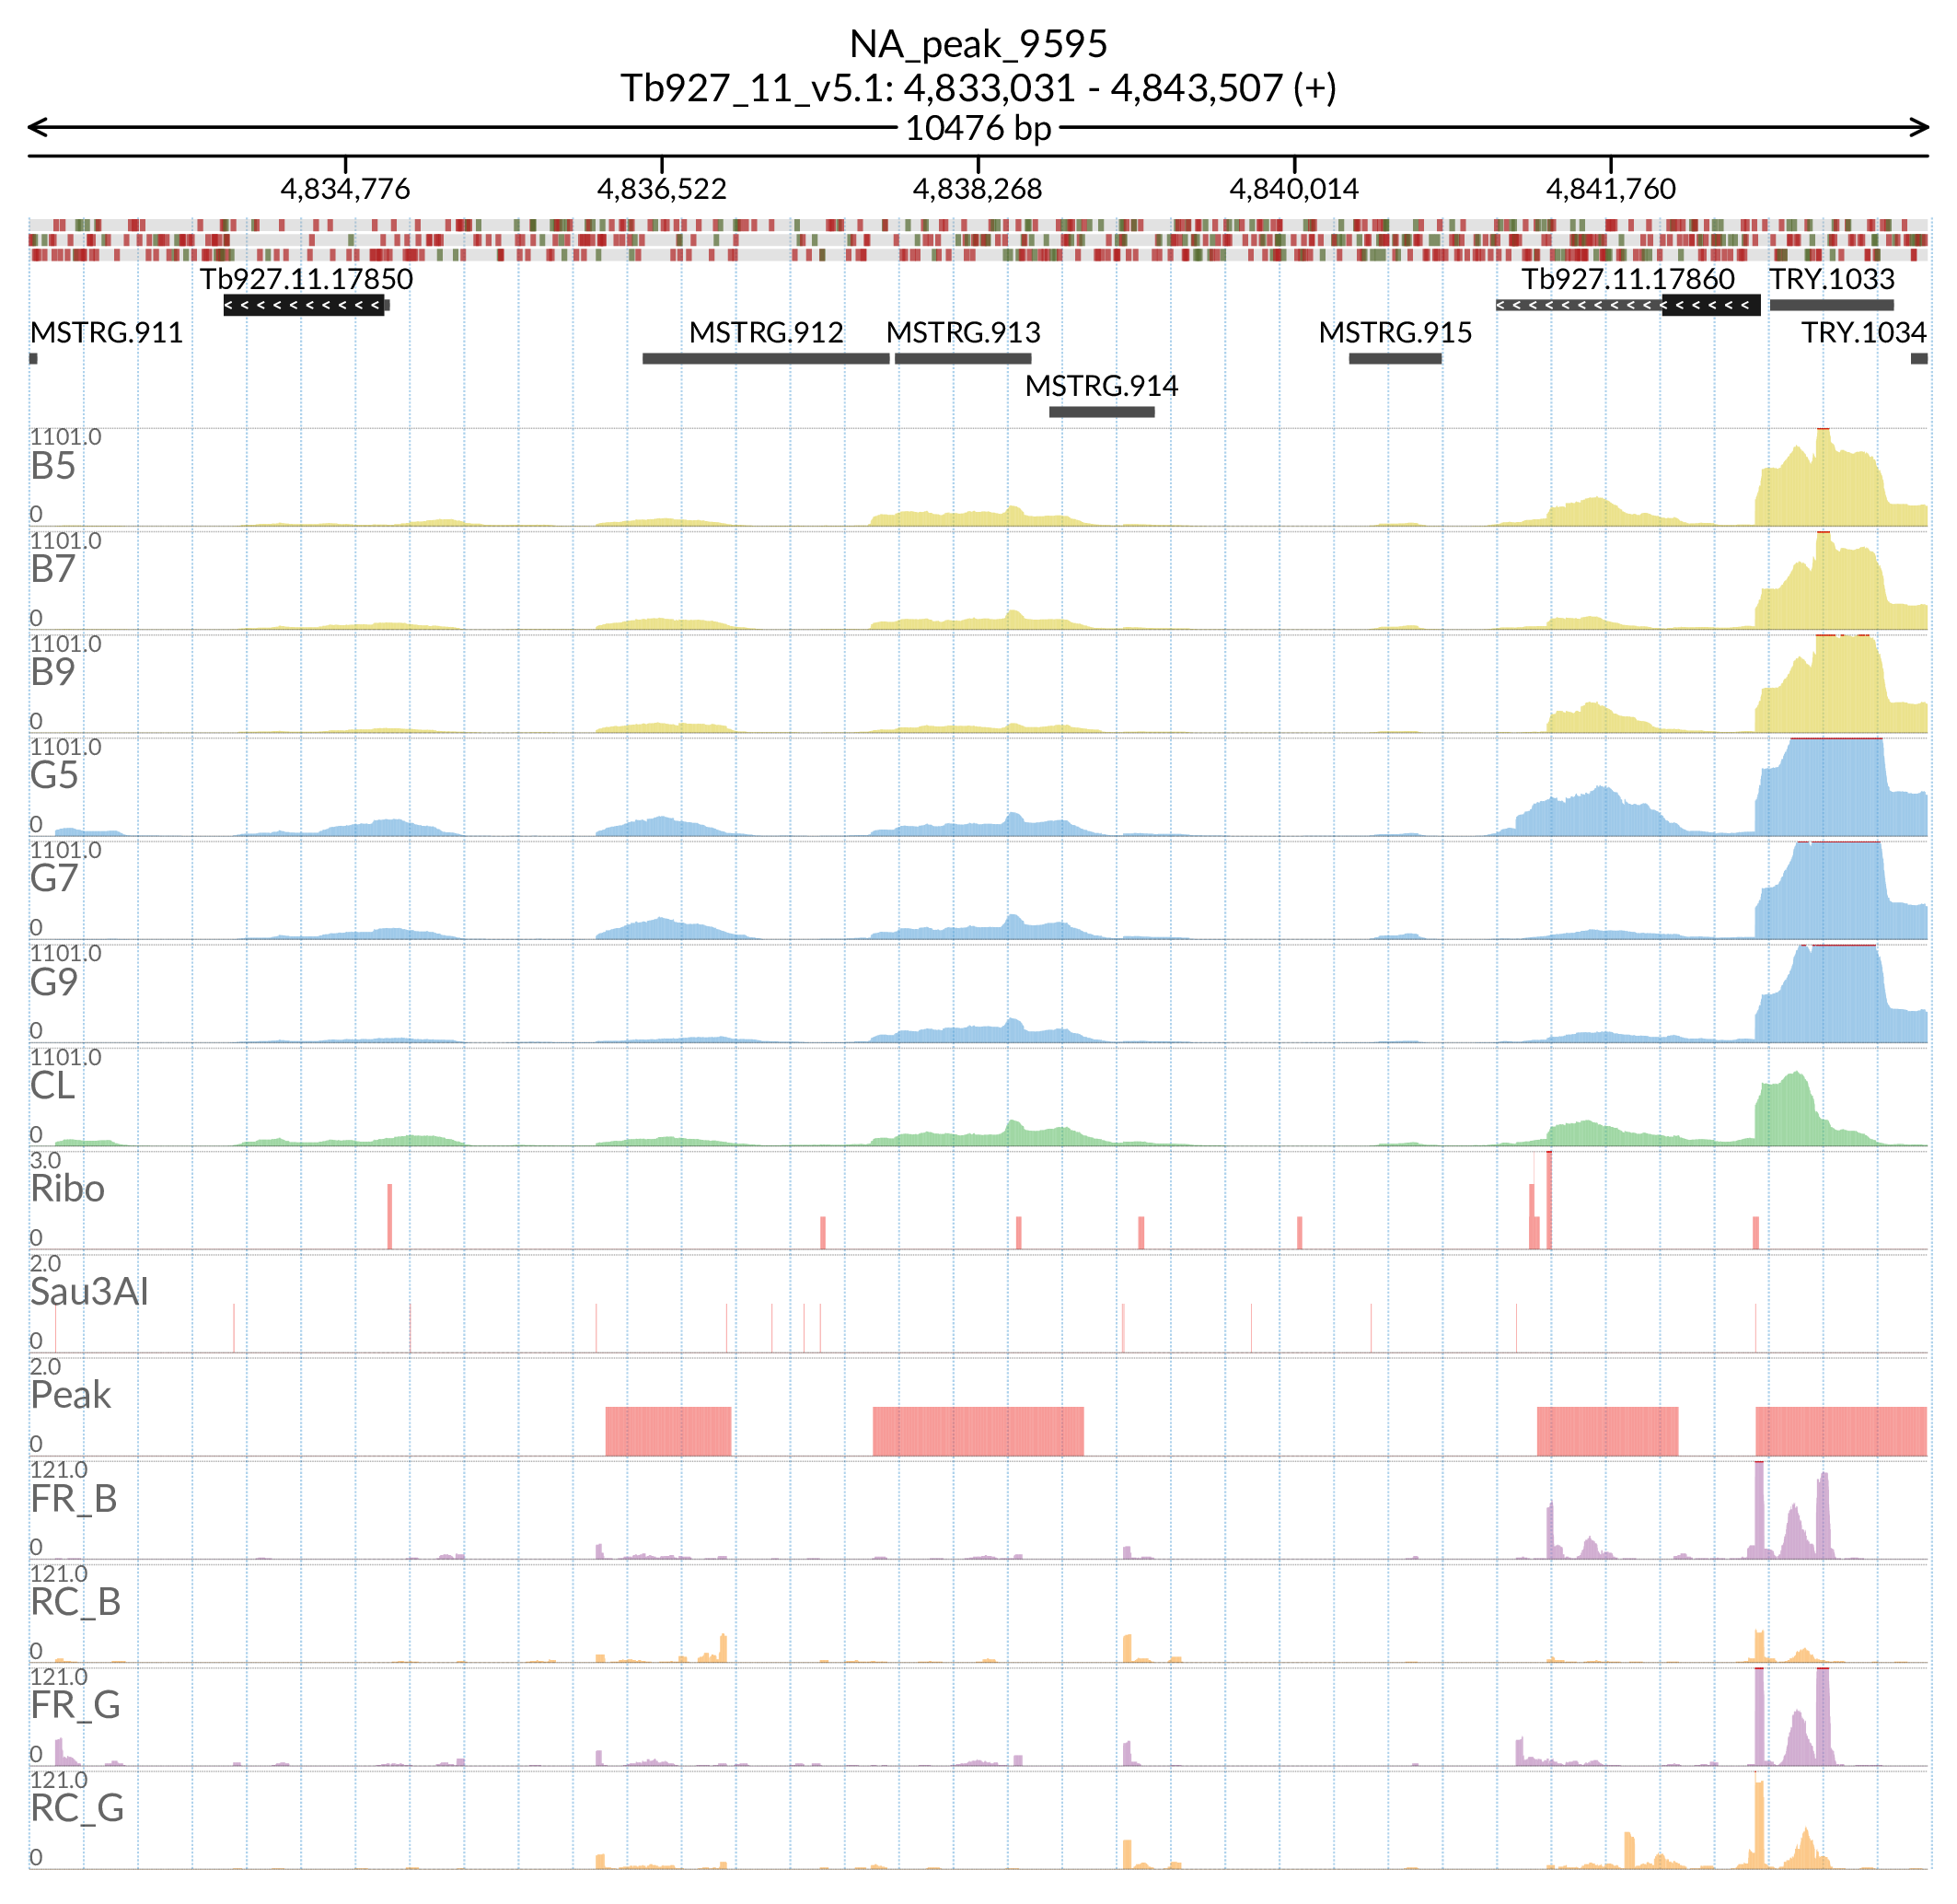 NA_peak_9595
Tb927_11_v5.1: 4,833,031 - 4,843,507 (+)
10476 bp
4,834,776 4,836,522 4,838,268 4,840,014 4,841,760
Tb927.11.17850 Tb927.11.17860 TRY.1033
MSTRG.911 MSTRG.912 MSTRG.913 MSTRG.915 TRY.1034
MSTRG.914
1101.0
B5
0
1101.0
B7
0
1101.0
B9
0
1101.0
G5
0
1101.0
G7
0
1101.0
G9
0
1101.0
CL
0
3.0
Ribo
0
2.0
Sau3AI
0
2.0
Peak
0
121.0
FR_B
0
121.0
RC_B
0
121.0
FR_G
0
121.0
RC_G
0